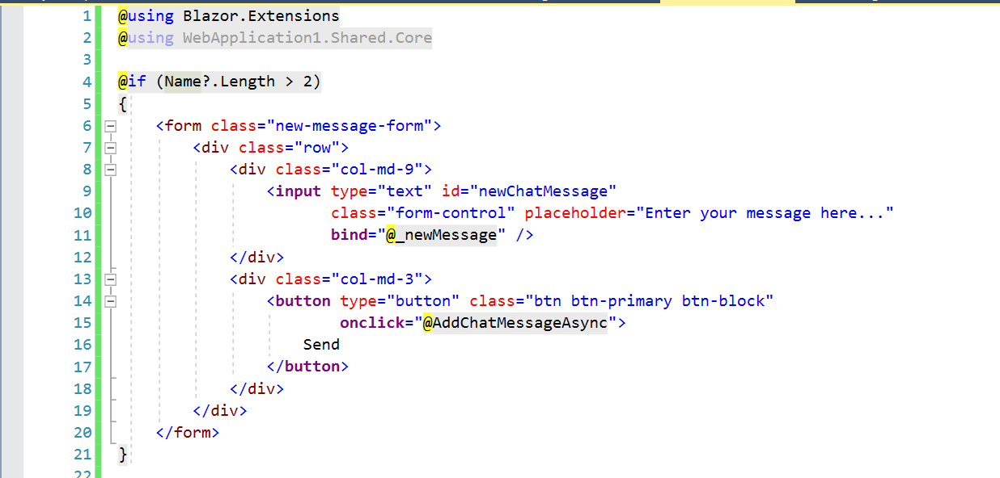 1 @using Blazor.Extensions
2 @using WebApplication1.Shared.Core
3
4 @if (Name?.Length > 2)
5 {
6     <form class="new-message-form">
7         <div class="row">
8             <div class="col-md-9">
9                 <input type="text" id="newChatMessage"
10                        class="form-control" placeholder="Enter your message here..."
11                        bind="@_newMessage" />
12             </div>
13             <div class="col-md-3">
14                 <button type="button" class="btn btn-primary btn-block"
15                         onclick="@AddChatMessageAsync">
16                     Send
17                 </button>
18             </div>
19         </div>
20     </form>
21 }
22